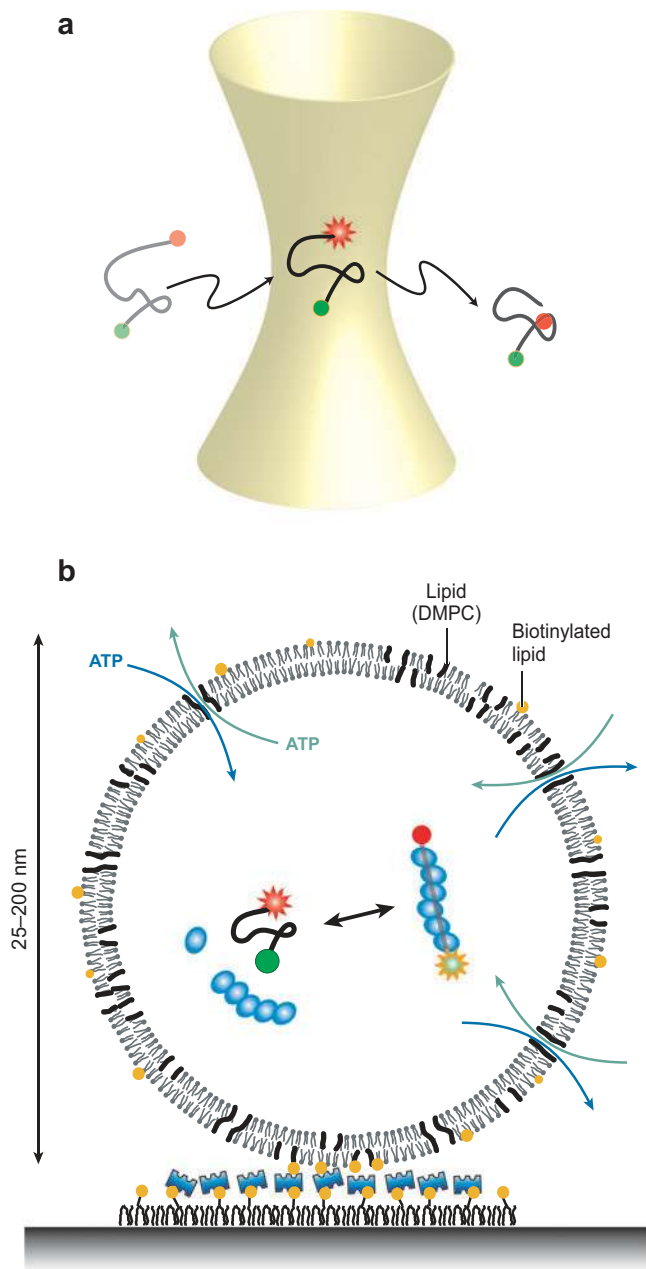 a
b
Lipid
(DMPC)
Biotinylated
lipid
ATP
ATP
25–200 nm